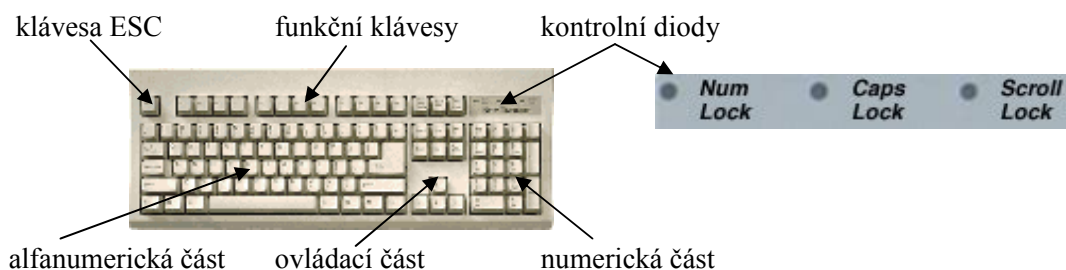 klávesa ESC funkční klávesy kontrolní diody
Num Caps Scroll
Lock Lock Lock
alfanumerická část ovládací část numerická část